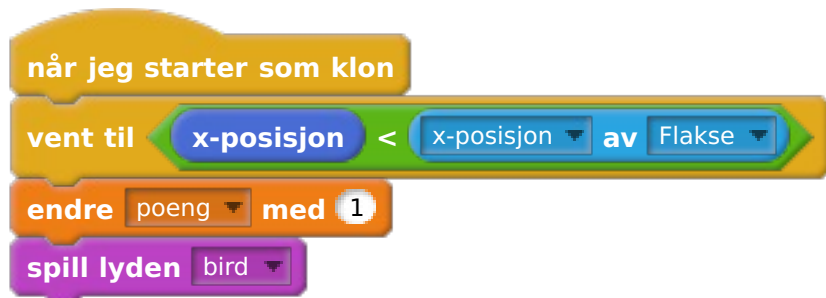 når jeg starter som klon
vent til x-posisjon < x-posisjon av Flakse
endre poeng med 1
spill lyden bird